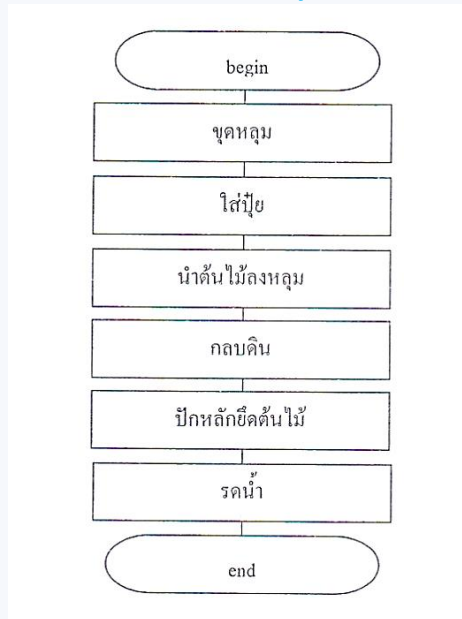 begin
ขุดหลุม
ใส่ปุ๋ย
นำต้นไม้ลงหลุม
กลบดิน
ปักหลักยึดต้นไม้
รดน้ำ
end